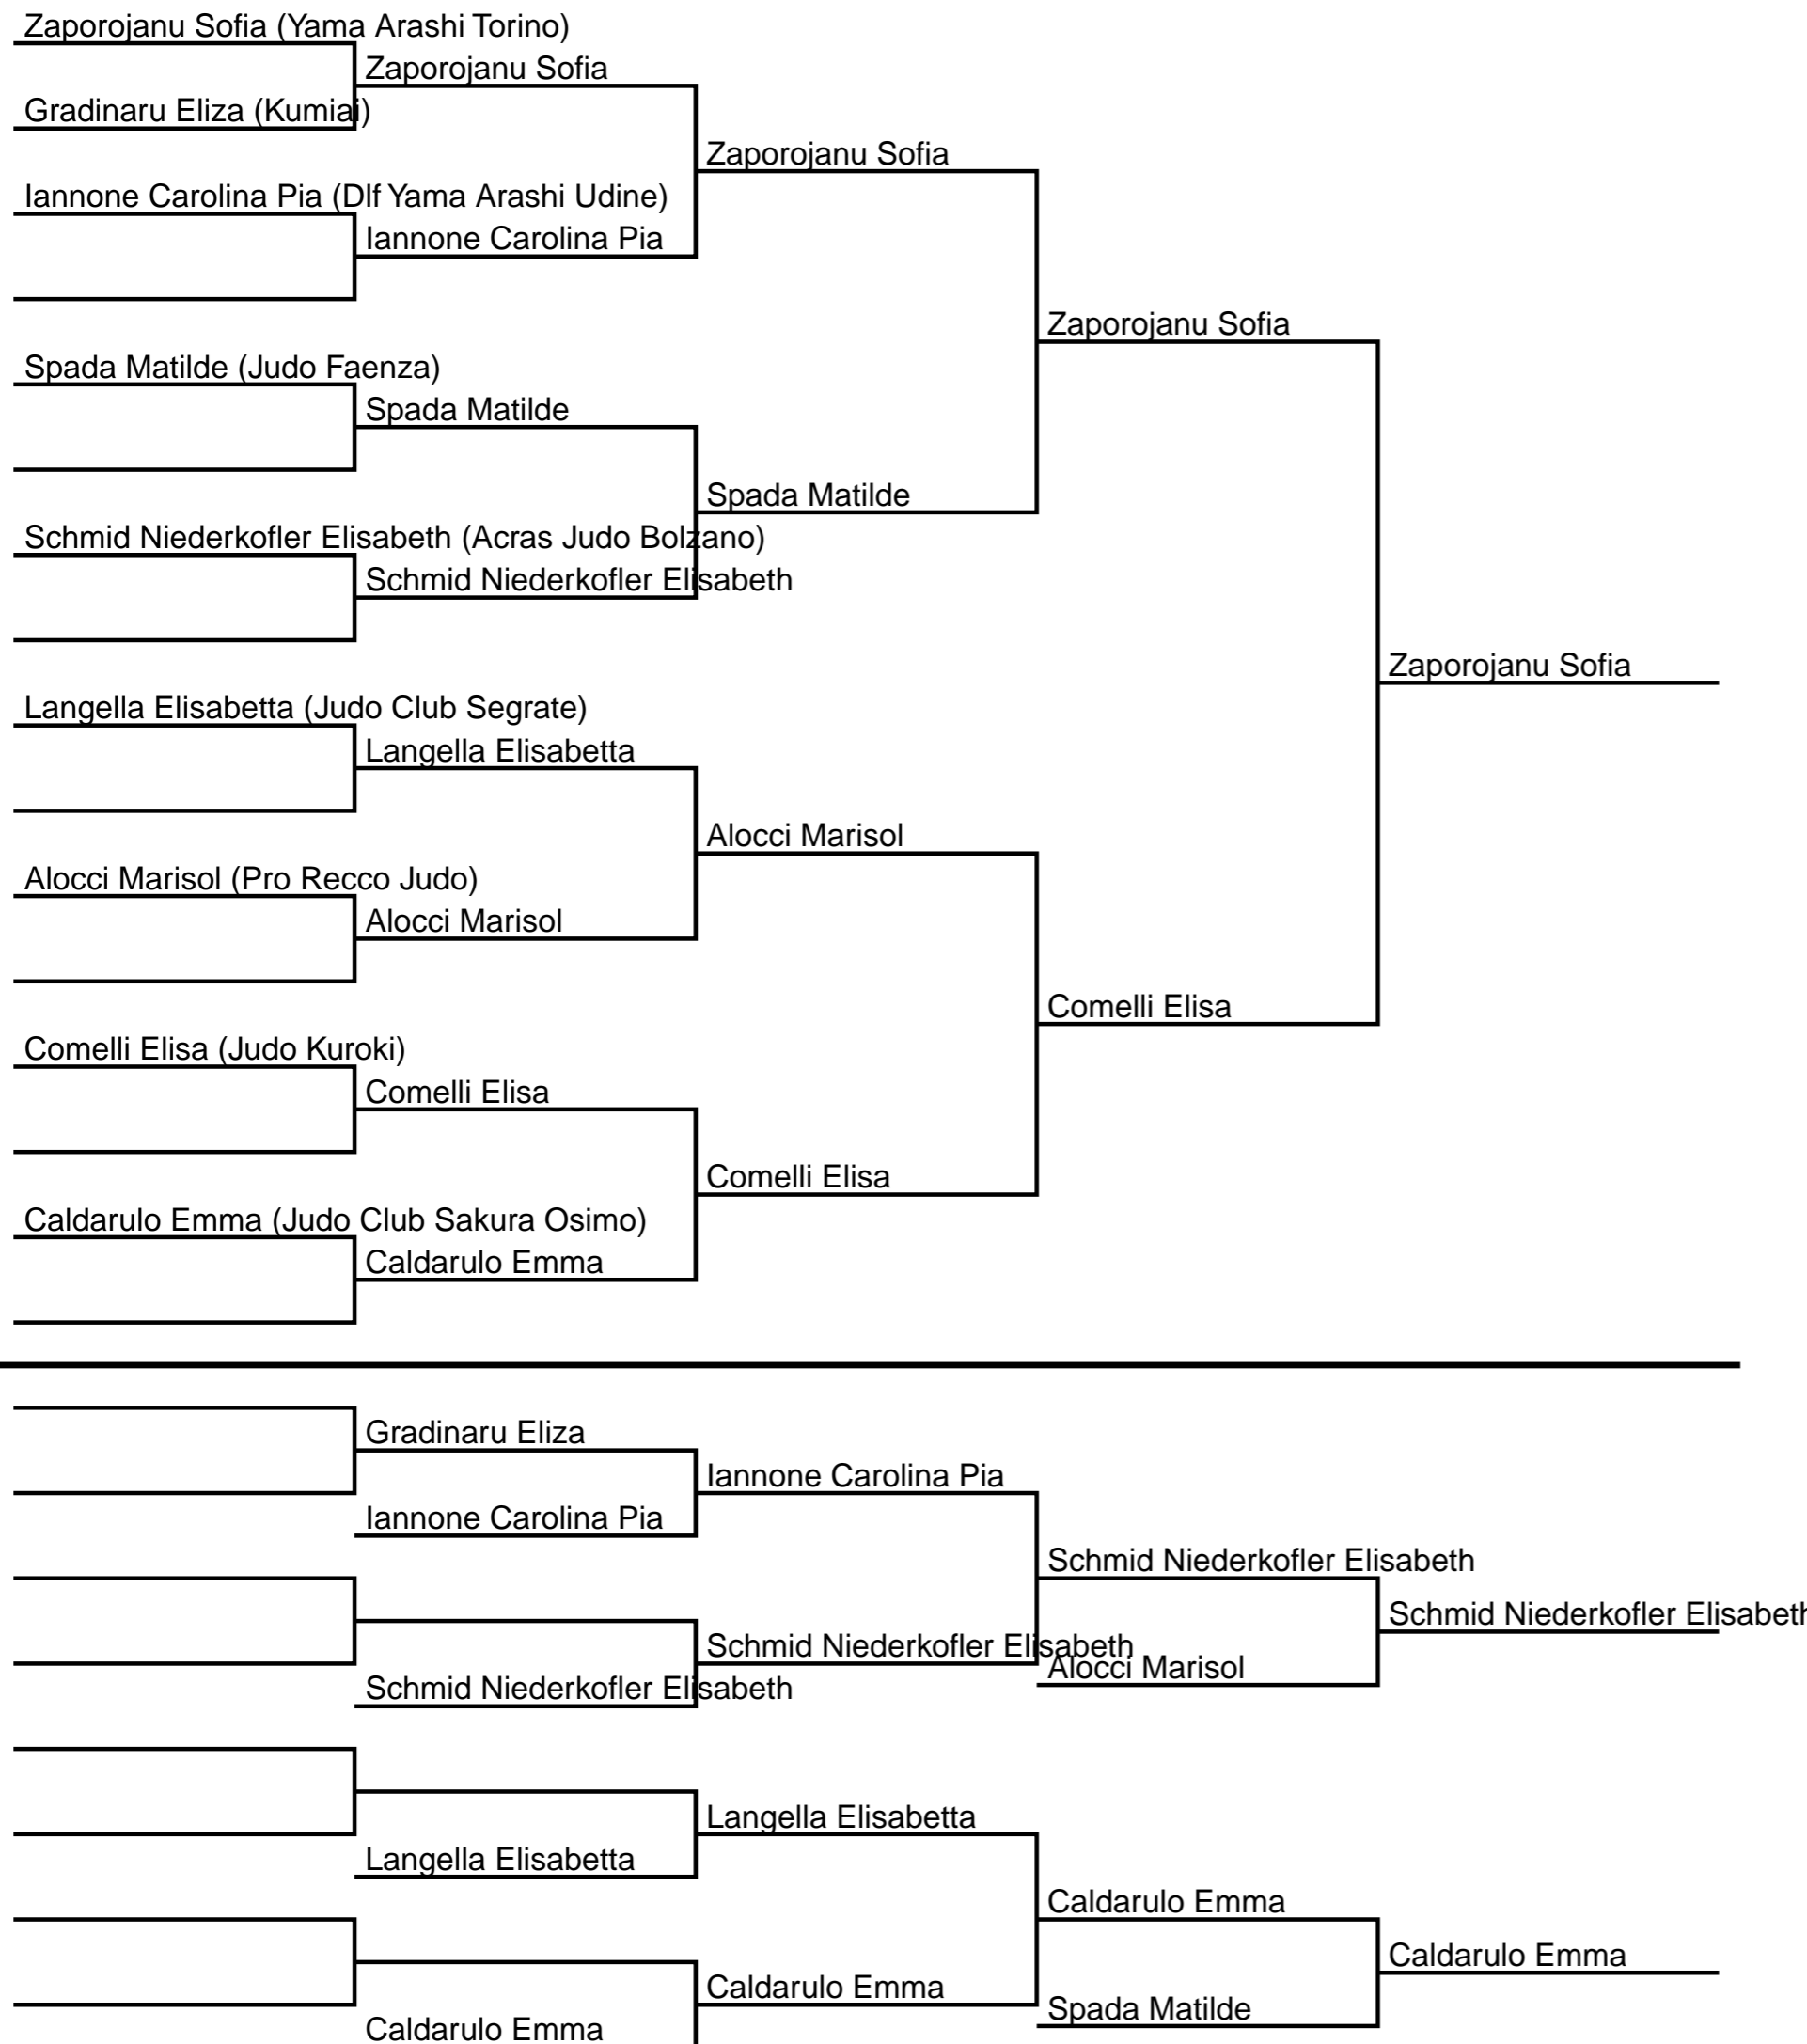 Zaporojanu Sofia (Yama Arashi Torino)
Zaporojanu Sofia
Gradinaru Eliza (Kumiai)
Zaporojanu Sofia
Iannone Carolina Pia (Dlf Yama Arashi Udine)
Iannone Carolina Pia
Zaporojanu Sofia
Spada Matilde (Judo Faenza)
Spada Matilde
Spada Matilde
Schmid Niederkofler Elisabeth (Acras Judo Bolzano)
Schmid Niederkofler Elisabeth
Zaporojanu Sofia
Langella Elisabetta (Judo Club Segrate)
Langella Elisabetta
Alocci Marisol
Alocci Marisol (Pro Recco Judo)
Alocci Marisol
Comelli Elisa
Comelli Elisa (Judo Kuroki)
Comelli Elisa
Comelli Elisa
Caldarulo Emma (Judo Club Sakura Osimo)
Caldarulo Emma
Gradinaru Eliza
Iannone Carolina Pia
Iannone Carolina Pia
Schmid Niederkofler Elisabeth
Schmid Niederkofler Elisabeth
Schmid Niederkofler Elisabeth
Alocci Marisol
Schmid Niederkofler Elisabeth
Langella Elisabetta
Langella Elisabetta
Caldarulo Emma
Caldarulo Emma
Caldarulo Emma
Spada Matilde
Caldarulo Emma